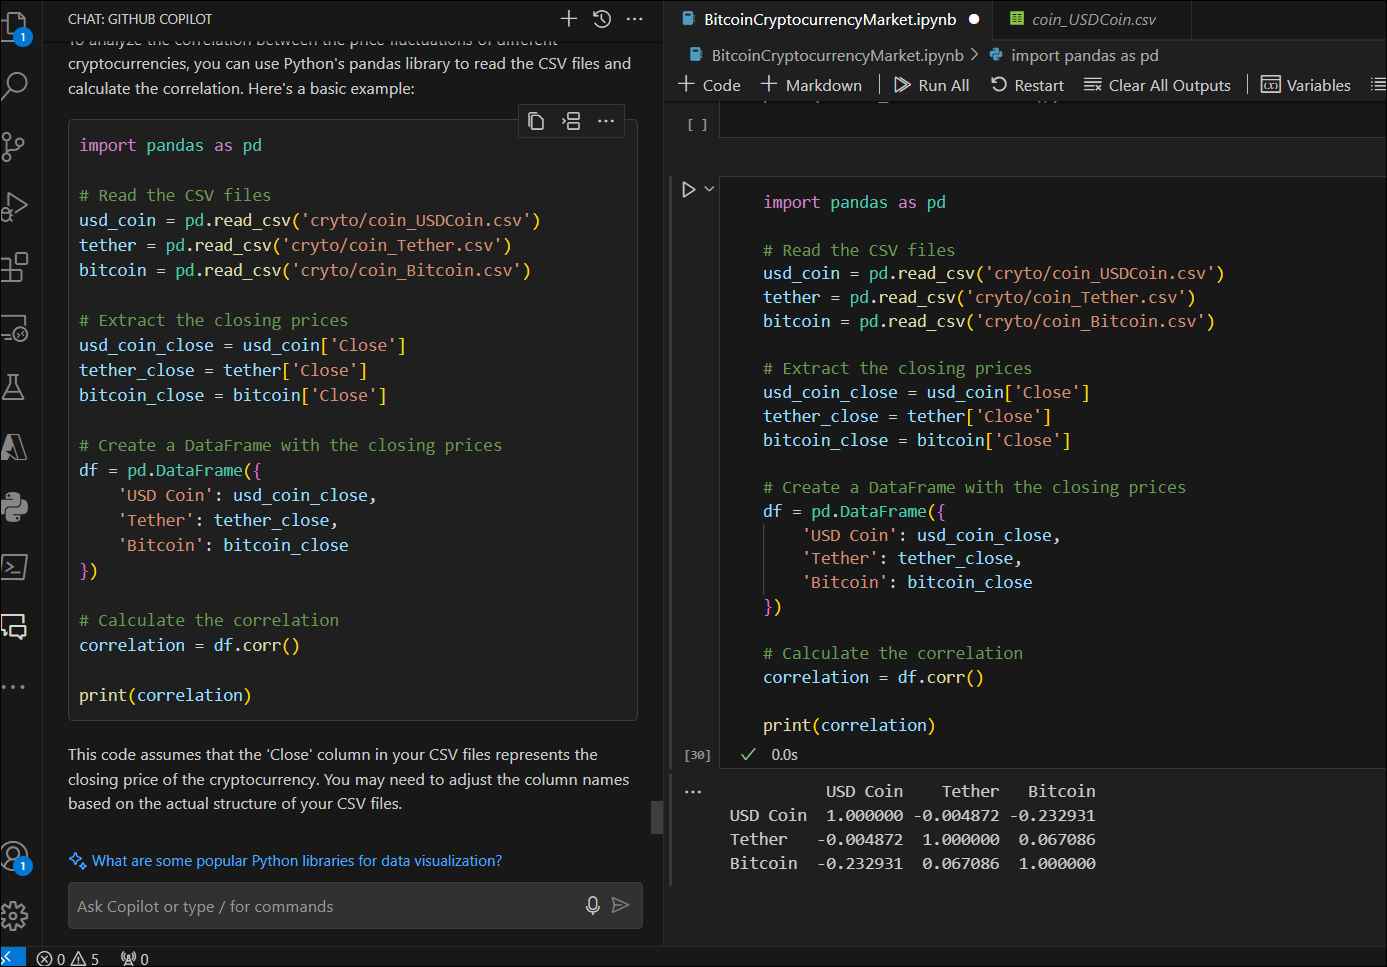 CHAT: GITHUB COPILOT
To analyze the correlation between the price fluctuations of different
cryptocurrencies, you can use Python's pandas library to read the CSV files and
calculate the correlation. Here's a basic example:
import pandas as pd
# Read the CSV files
usd_coin = pd.read_csv('cryto/coin_USDCoin.csv')
tether = pd.read_csv('cryto/coin_Tether.csv')
bitcoin = pd.read_csv('cryto/coin_Bitcoin.csv')
# Extract the closing prices
usd_coin_close = usd_coin['Close']
tether_close = tether['Close']
bitcoin_close = bitcoin['Close']
# Create a DataFrame with the closing prices
df = pd.DataFrame({
    'USD Coin': usd_coin_close,
    'Tether': tether_close,
    'Bitcoin': bitcoin_close
})
# Calculate the correlation
correlation = df.corr()
print(correlation)
This code assumes that the 'Close' column in your CSV files represents the
closing price of the cryptocurrency. You may need to adjust the column names
based on the actual structure of your CSV files.
What are some popular Python libraries for data visualization?
Ask Copilot or type / for commands
1
1
0 5 0
BitcoinCryptocurrencyMarket.ipynb coin_USDCoin.csv
BitcoinCryptocurrencyMarket.ipynb > import pandas as pd
+ Code + Markdown Run All Restart Clear All Outputs Variables
[ ]
import pandas as pd
# Read the CSV files
usd_coin = pd.read_csv('cryto/coin_USDCoin.csv')
tether = pd.read_csv('cryto/coin_Tether.csv')
bitcoin = pd.read_csv('cryto/coin_Bitcoin.csv')
# Extract the closing prices
usd_coin_close = usd_coin['Close']
tether_close = tether['Close']
bitcoin_close = bitcoin['Close']
# Create a DataFrame with the closing prices
df = pd.DataFrame({
    'USD Coin': usd_coin_close,
    'Tether': tether_close,
    'Bitcoin': bitcoin_close
})
# Calculate the correlation
correlation = df.corr()
print(correlation)
[30] 0.0s
USD Coin Tether Bitcoin
USD Coin 1.000000 -0.004872 -0.232931
Tether -0.004872 1.000000 0.067086
Bitcoin -0.232931 0.067086 1.000000